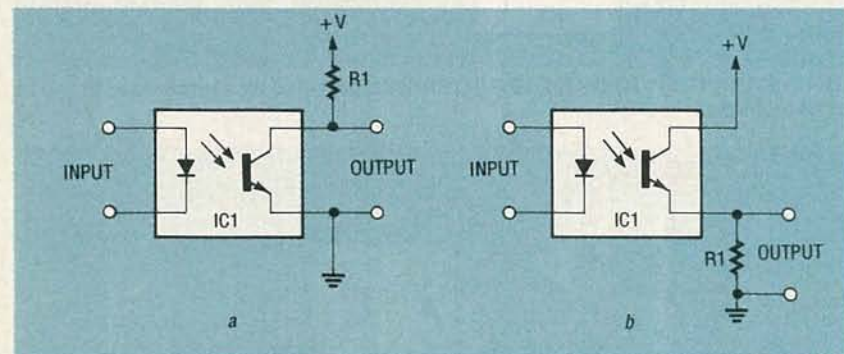 +V
R1
INPUT
OUTPUT
IC1
a
+V
INPUT
IC1
R1
OUTPUT
b